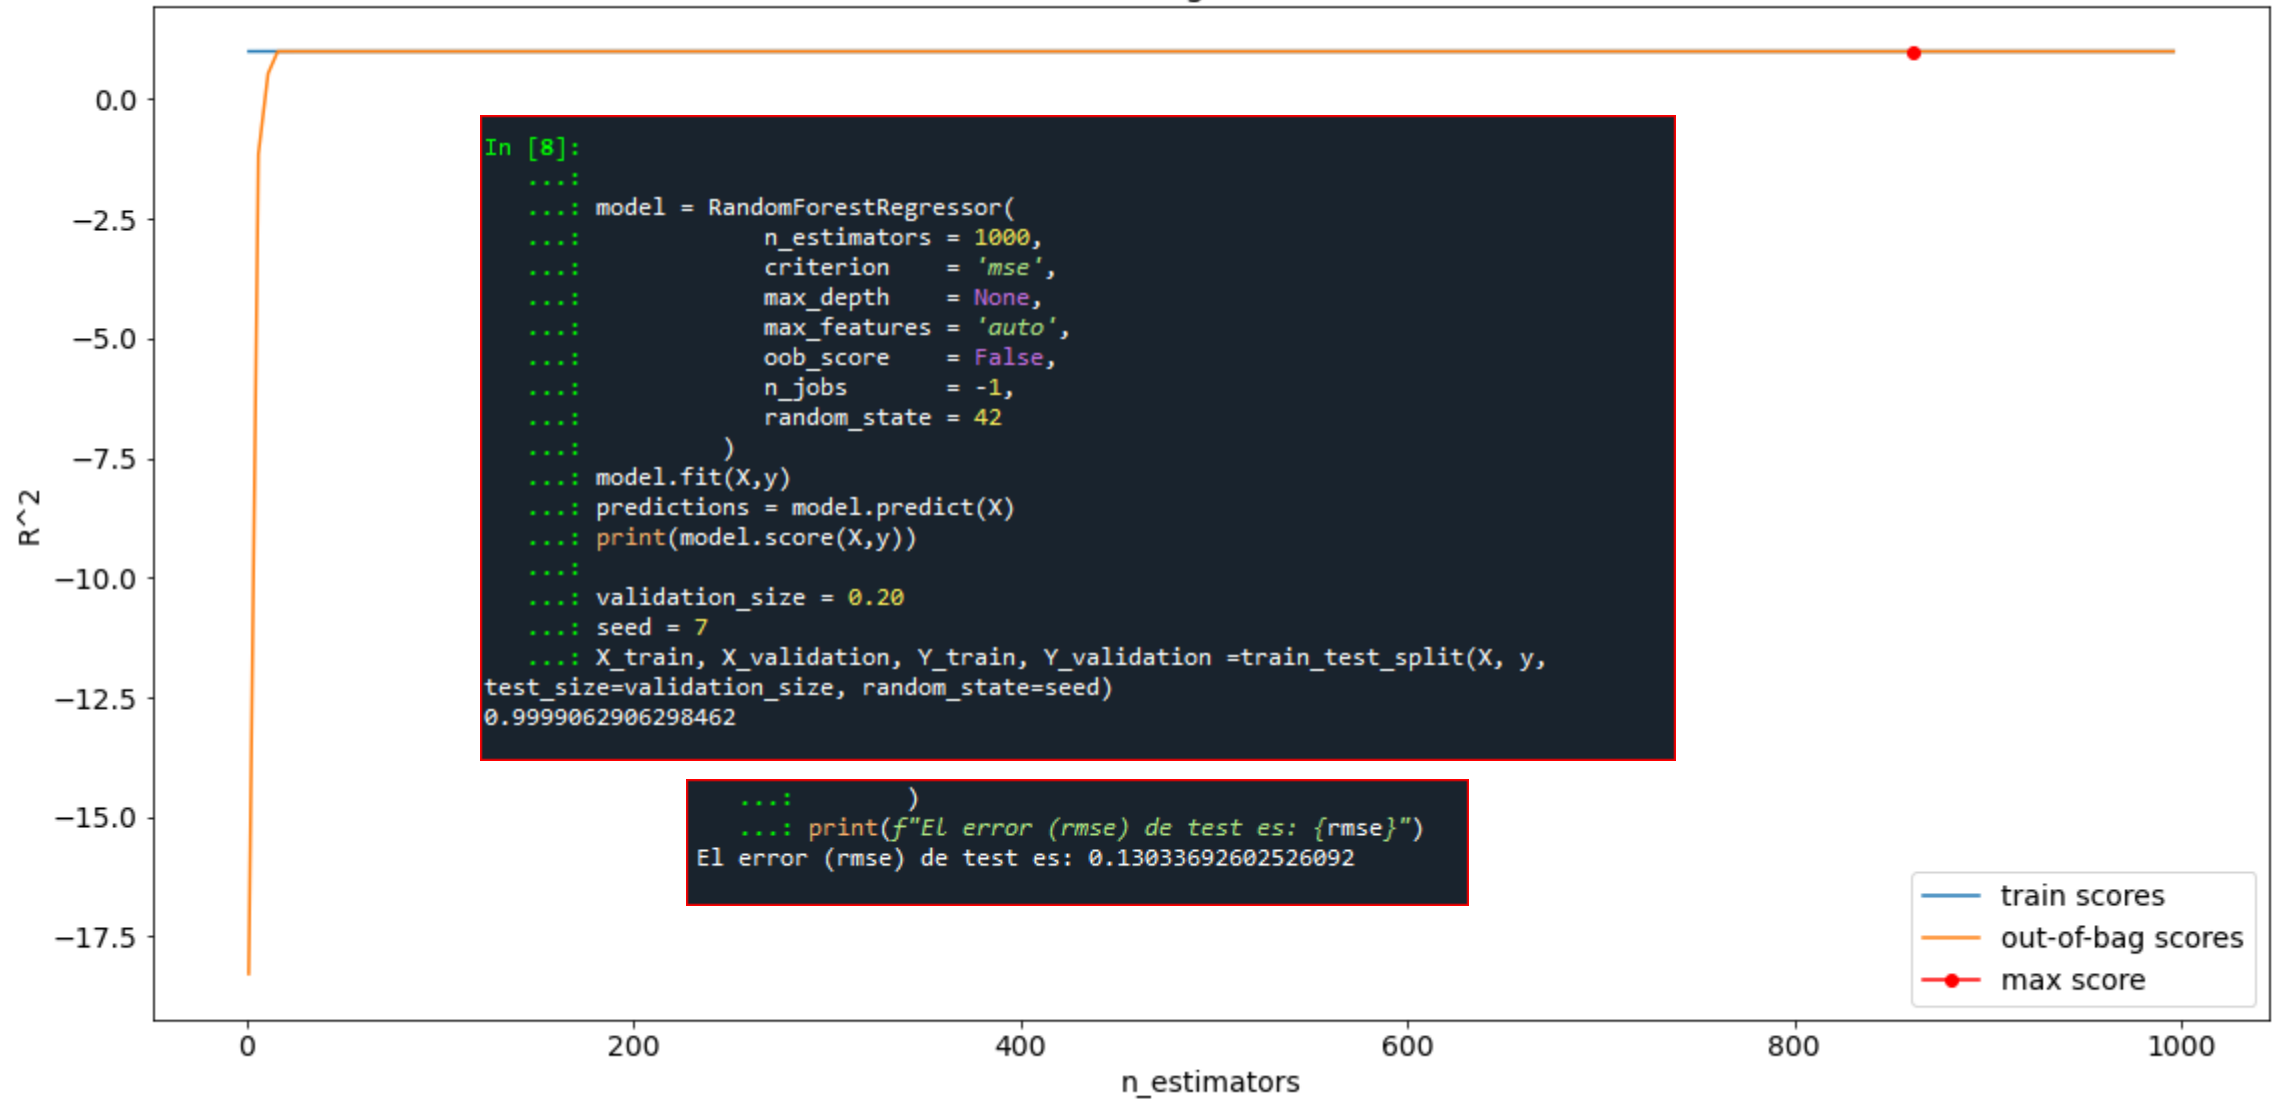 0.0
−2.5
−5.0
−7.5
−10.0
−12.5
−15.0
−17.5
R^2
In [8]:
...:
...: model = RandomForestRegressor(
...: n_estimators = 1000,
...: criterion = 'mse',
...: max_depth = None,
...: max_features = 'auto',
...: oob_score = False,
...: n_jobs = -1,
...: random_state = 42
...: )
...: model.fit(X,y)
...: predictions = model.predict(X)
...: print(model.score(X,y))
...:
...: validation_size = 0.20
...: seed = 7
...: X_train, X_validation, Y_train, Y_validation =train_test_split(X, y,
test_size=validation_size, random_state=seed)
0.9999062906298462
...: )
...: print(f"El error (rmse) de test es: {rmse}")
El error (rmse) de test es: 0.13033692602526092
train scores
out-of-bag scores
max score
0 200 400 600 800 1000
n_estimators